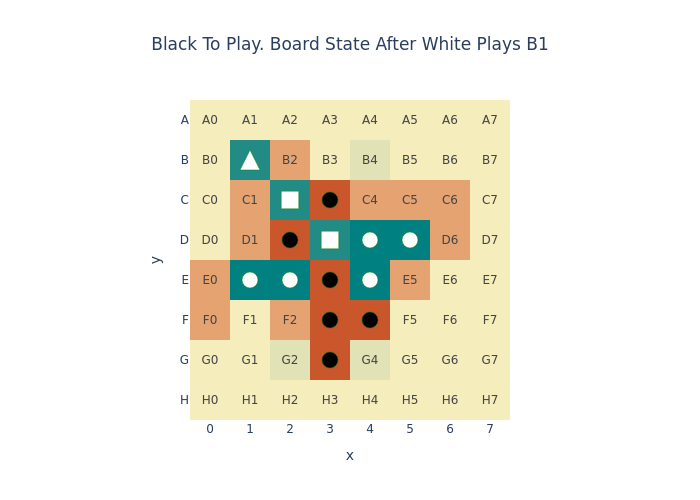 Black To Play. Board State After White Plays B1
A A0 A1 A2 A3 A4 A5 A6 A7
B B0 B2 B3 B4 B5 B6 B7
C C0 C1 C4 C5 C6 C7
D D0 D1 D6 D7
E E0 E5 E6 E7
F F0 F1 F2 F5 F6 F7
G G0 G1 G2 G4 G5 G6 G7
H H0 H1 H2 H3 H4 H5 H6 H7
0 1 2 3 4 5 6 7
x
y